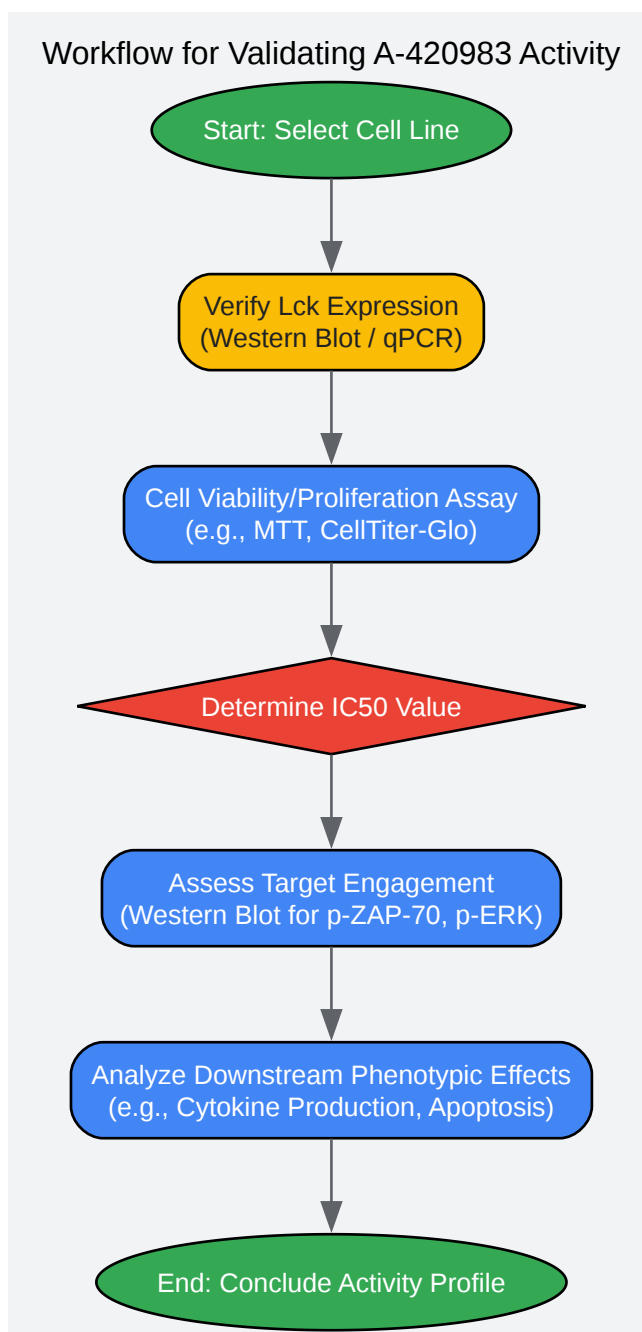 Workflow for Validating A-420983 Activity
Start: Select Cell Line
Verify Lck Expression
(Western Blot / qPCR)
Cell Viability/Proliferation Assay
(e.g., MTT, CellTiter-Glo)
Determine IC50 Value
Assess Target Engagement
(Western Blot for p-ZAP-70, p-ERK)
Analyze Downstream Phenotypic Effects
(e.g., Cytokine Production, Apoptosis)
End: Conclude Activity Profile